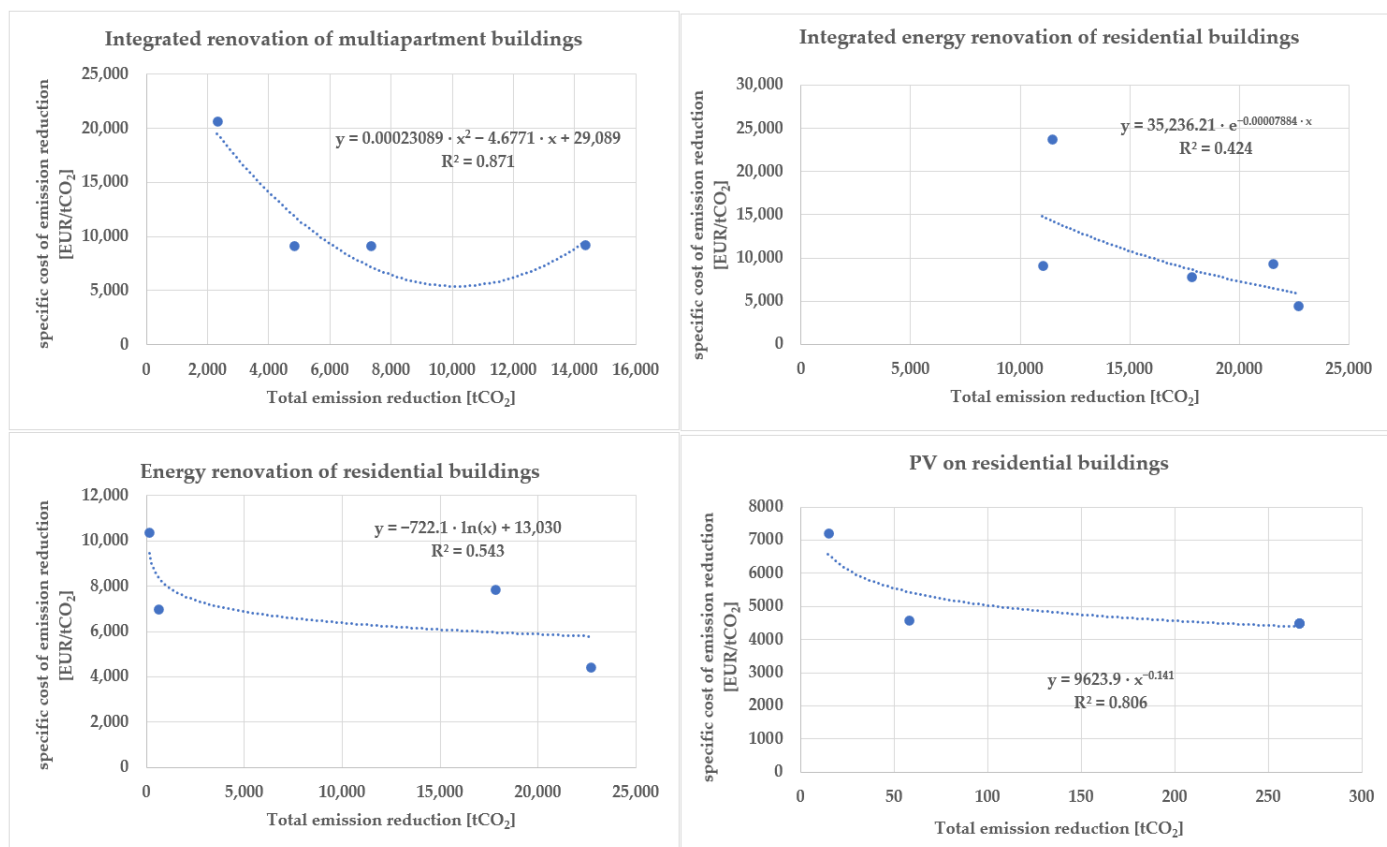 Integrated renovation of multiapartment buildings
specific cost of emission reduction
[EUR/tCO₂]
25,000
20,000
15,000
10,000
5,000
0
y = 0.00023089 · x² − 4.6771 · x + 29,089
R² = 0.871
0 2,000 4,000 6,000 8,000 10,000 12,000 14,000 16,000
Total emission reduction [tCO₂]
Integrated energy renovation of residential buildings
specific cost of emission reduction
[EUR/tCO₂]
30,000
25,000
20,000
15,000
10,000
5,000
0
y = 35,236.21 · e⁻⁰·⁰⁰⁰⁰⁷⁸⁸⁴ · ˣ
R² = 0.424
0 5,000 10,000 15,000 20,000 25,000
Total emission reduction [tCO₂]
Energy renovation of residential buildings
specific cost of emission reduction
[EUR/tCO₂]
12,000
10,000
8,000
6,000
4,000
2,000
0
y = −722.1 · ln(x) + 13,030
R² = 0.543
0 5,000 10,000 15,000 20,000 25,000
Total emission reduction [tCO₂]
PV on residential buildings
specific cost of emission reduction
[EUR/tCO₂]
8000
7000
6000
5000
4000
3000
2000
1000
0
y = 9623.9 · x⁻⁰·¹⁴¹
R² = 0.806
0 50 100 150 200 250 300
Total emission reduction [tCO₂]